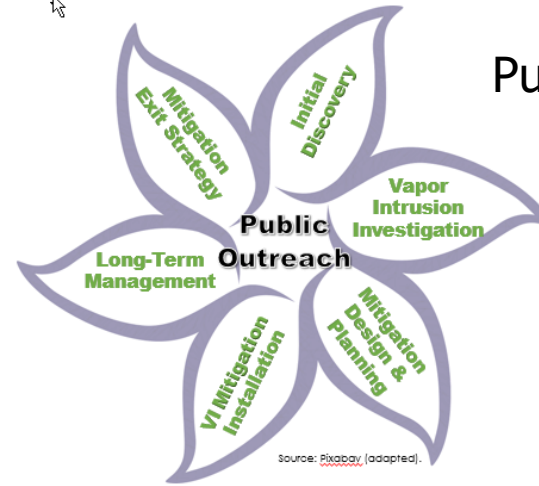 Pu
Initial
Discovery
Vapor
Intrusion
Investigation
Mitigation
Design &
Planning
VI Mitigation
Installation
Long-Term
Management
Mitigation
Exit Strategy
Public
Outreach
Source: Pixabay (adapted).